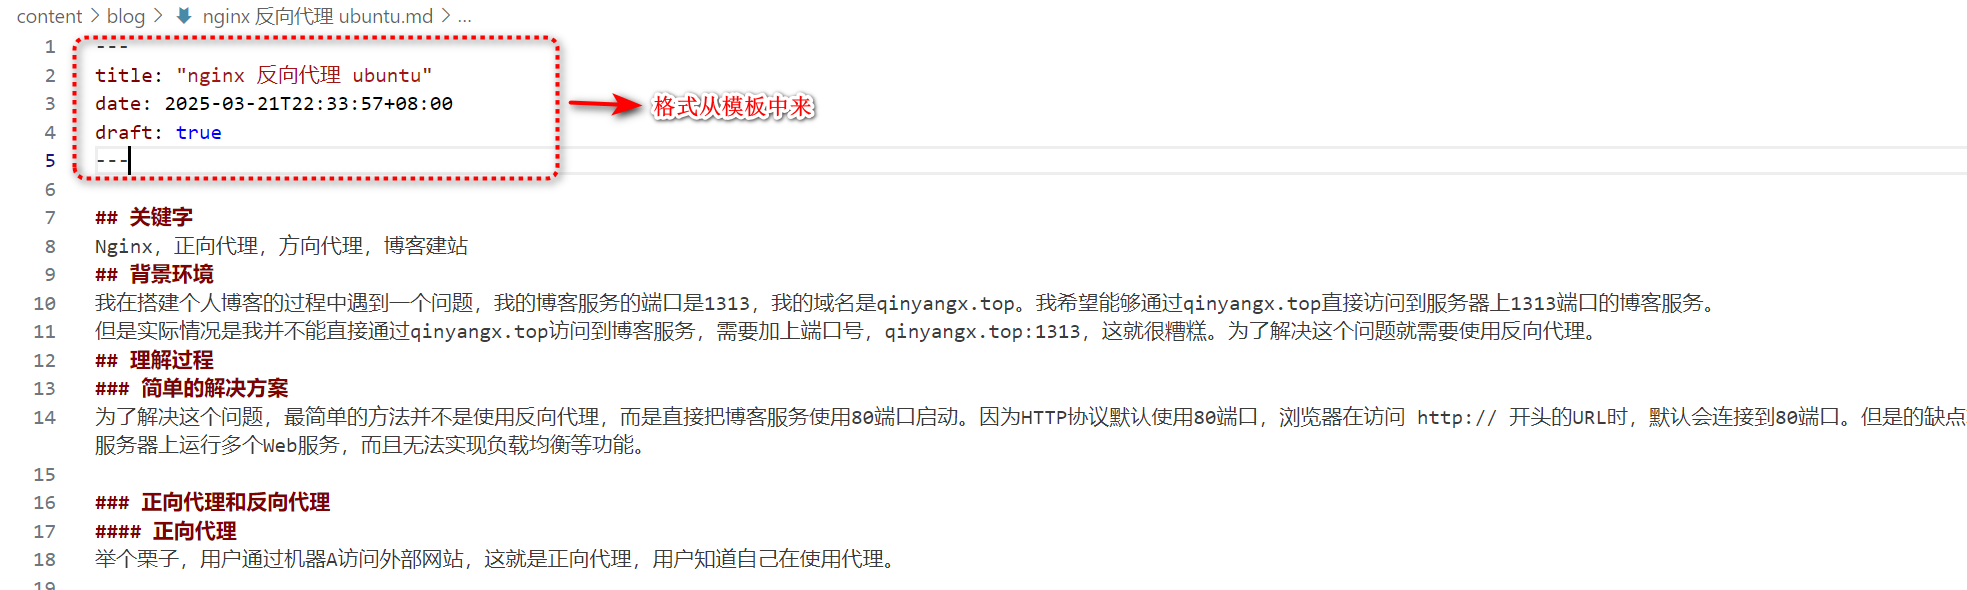 content > blog > nginx 反向代理 ubuntu.md > ...
1 ---
2 title: "nginx 反向代理 ubuntu"
3 date: 2025-03-21T22:33:57+08:00
格式从模板中来
4 draft: true
5 ---
6
7 ## 关键字
8 Nginx，正向代理，方向代理，博客建站
9 ## 背景环境
10 我在搭建个人博客的过程中遇到一个问题，我的博客服务的端口是1313，我的域名是qinyangx.top。我希望能够通过qinyangx.top直接访问到服务器上1313端口的博客服务。
11 但是实际情况是我并不能直接通过qinyangx.top访问到博客服务，需要加上端口号，qinyangx.top:1313，这就很糟糕。为了解决这个问题就需要使用反向代理。
12 ## 理解过程
13 ### 简单的解决方案
14 为了解决这个问题，最简单的方法并不是使用反向代理，而是直接把博客服务使用80端口启动。因为HTTP协议默认使用80端口，浏览器在访问 http:// 开头的URL时，默认会连接到80端口。但是的缺点
服务器上运行多个Web服务，而且无法实现负载均衡等功能。
15
16 ### 正向代理和反向代理
17 #### 正向代理
18 举个栗子，用户通过机器A访问外部网站，这就是正向代理，用户知道自己在使用代理。
19